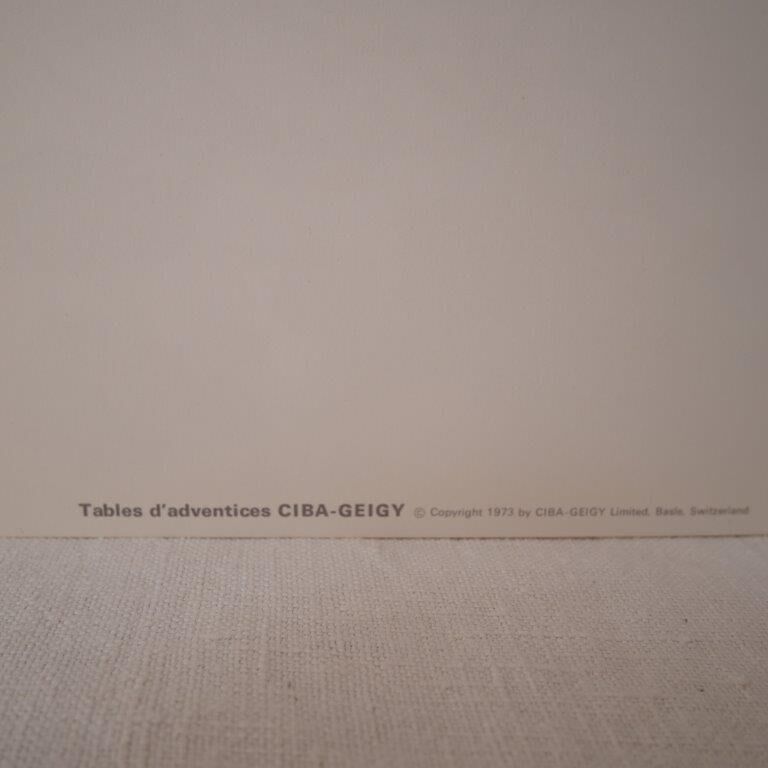 Tables d'adventices CIBA-GEIGY © Copyright 1973 by CIBA-GEIGY Limited, Basle, Switzerland